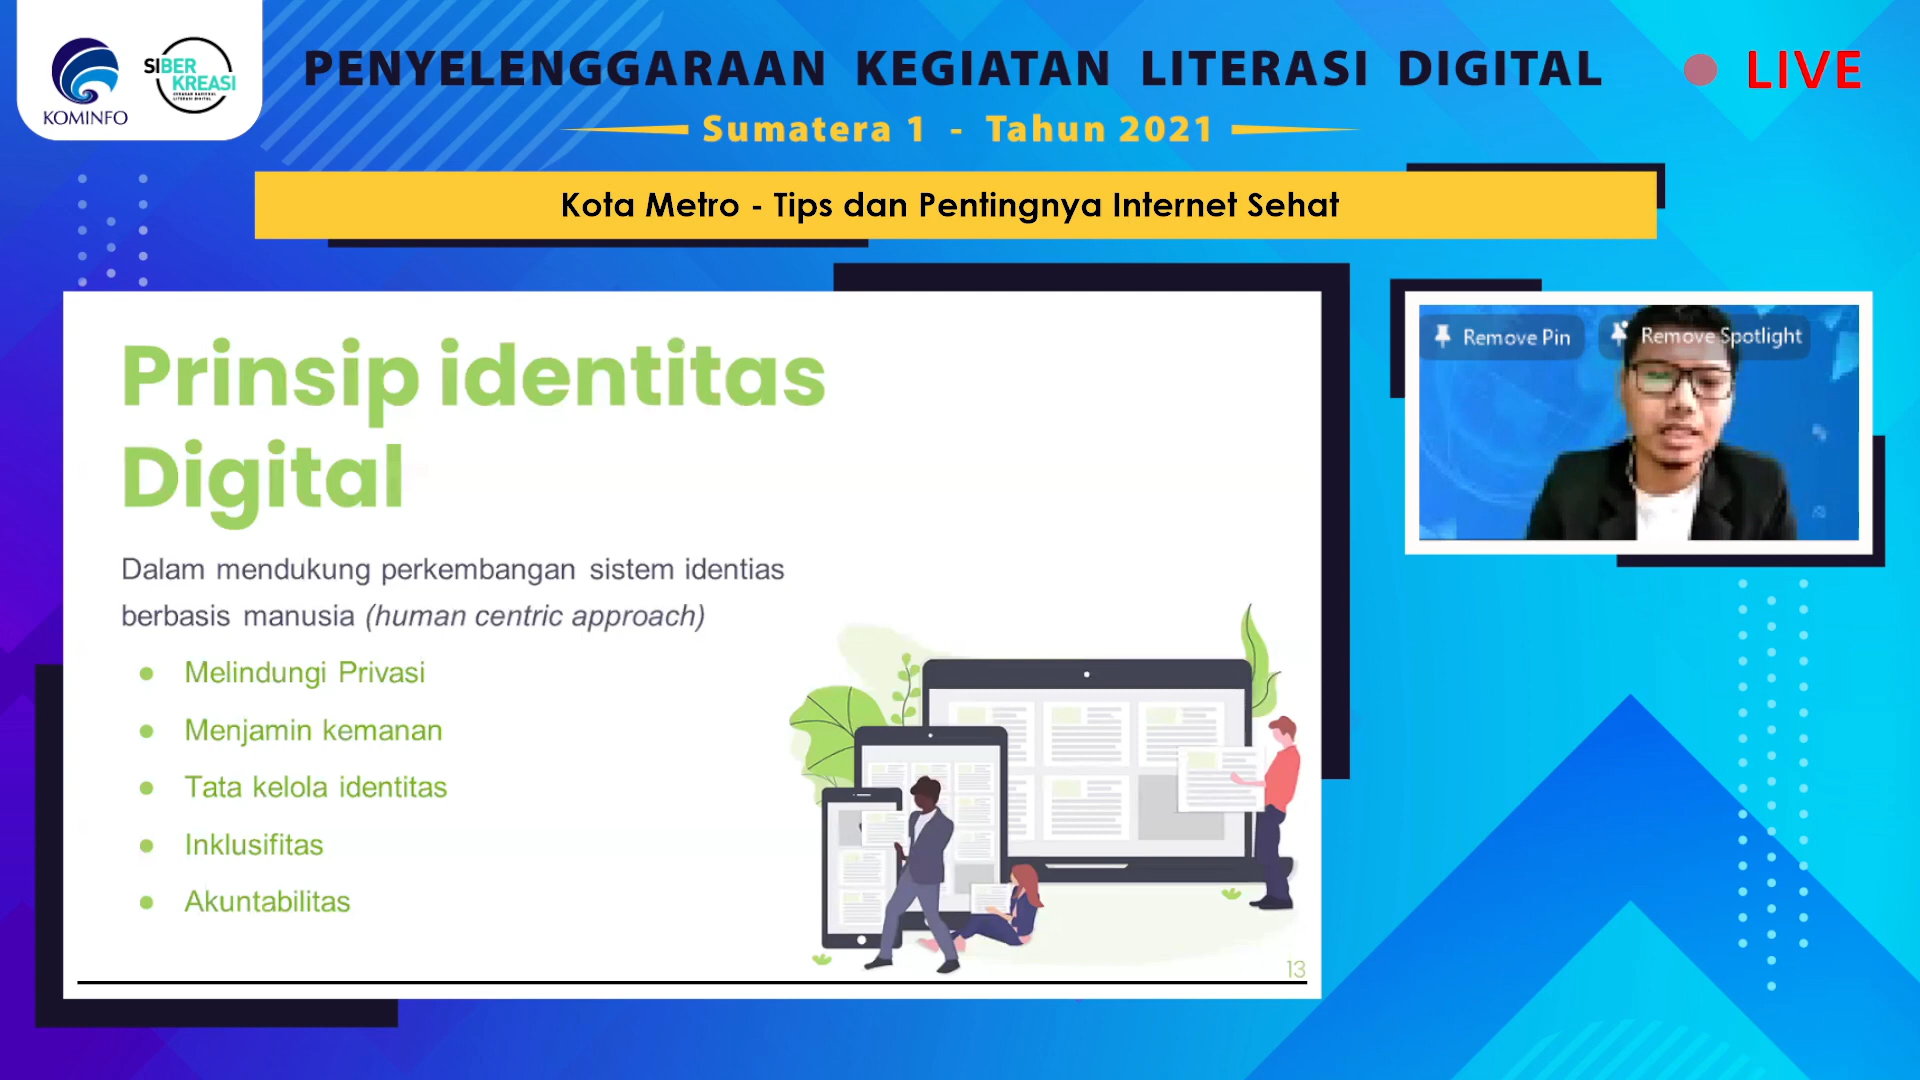 KOMINFO
SIBER
KREASI
PENYELENGGARAAN KEGIATAN LITERASI DIGITAL
LIVE
Sumatera 1 - Tahun 2021
Kota Metro - Tips dan Pentingnya Internet Sehat
Prinsip identitas
Digital
Dalam mendukung perkembangan sistem identias
berbasis manusia (human centric approach)
● Melindungi Privasi
● Menjamin kemanan
● Tata kelola identitas
● Inklusifitas
● Akuntabilitas
13
Remove Pin
Remove Spotlight